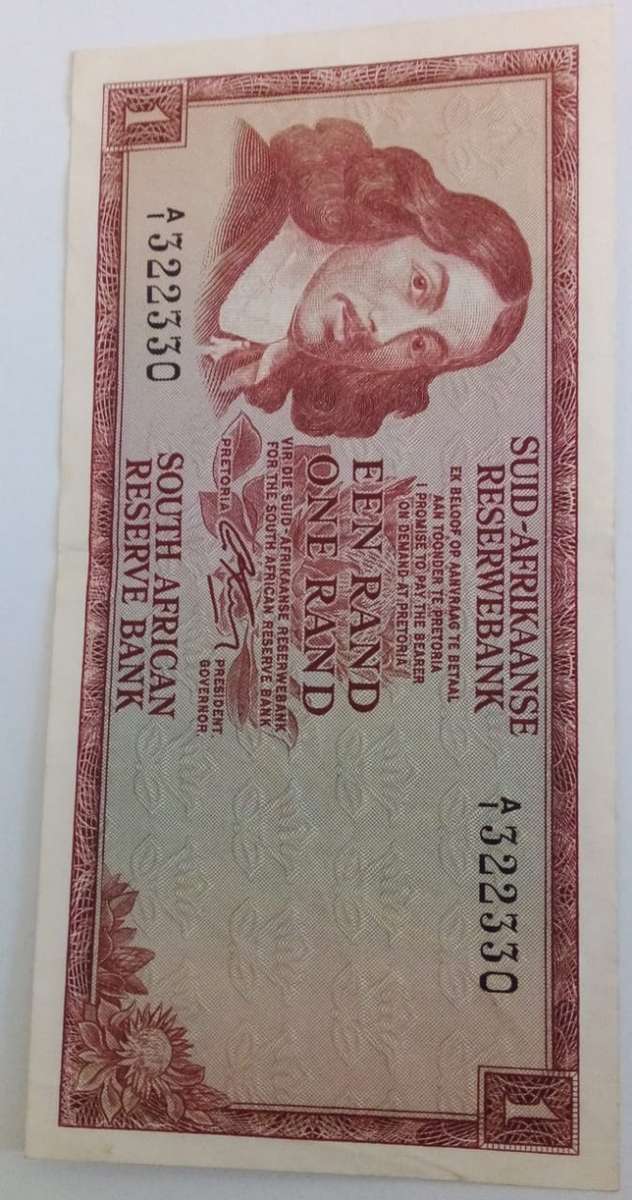 SUID-AFRIKAANSE
RESERWEBANK
A/1 322330
1
EK BELOOF OP AANVRAAG TE BETAAL
AAN TOONDER TE PRETORIA
I PROMISE TO PAY THE BEARER
ON DEMAND AT PRETORIA
EEN RAND
ONE RAND
VIR DIE SUID-AFRIKAANSE RESERWEBANK
FOR THE SOUTH AFRICAN RESERVE BANK
PRETORIA
PRESIDENT.
GOVERNOR.
A/1 322330
SOUTH AFRICAN
RESERVE BANK
1